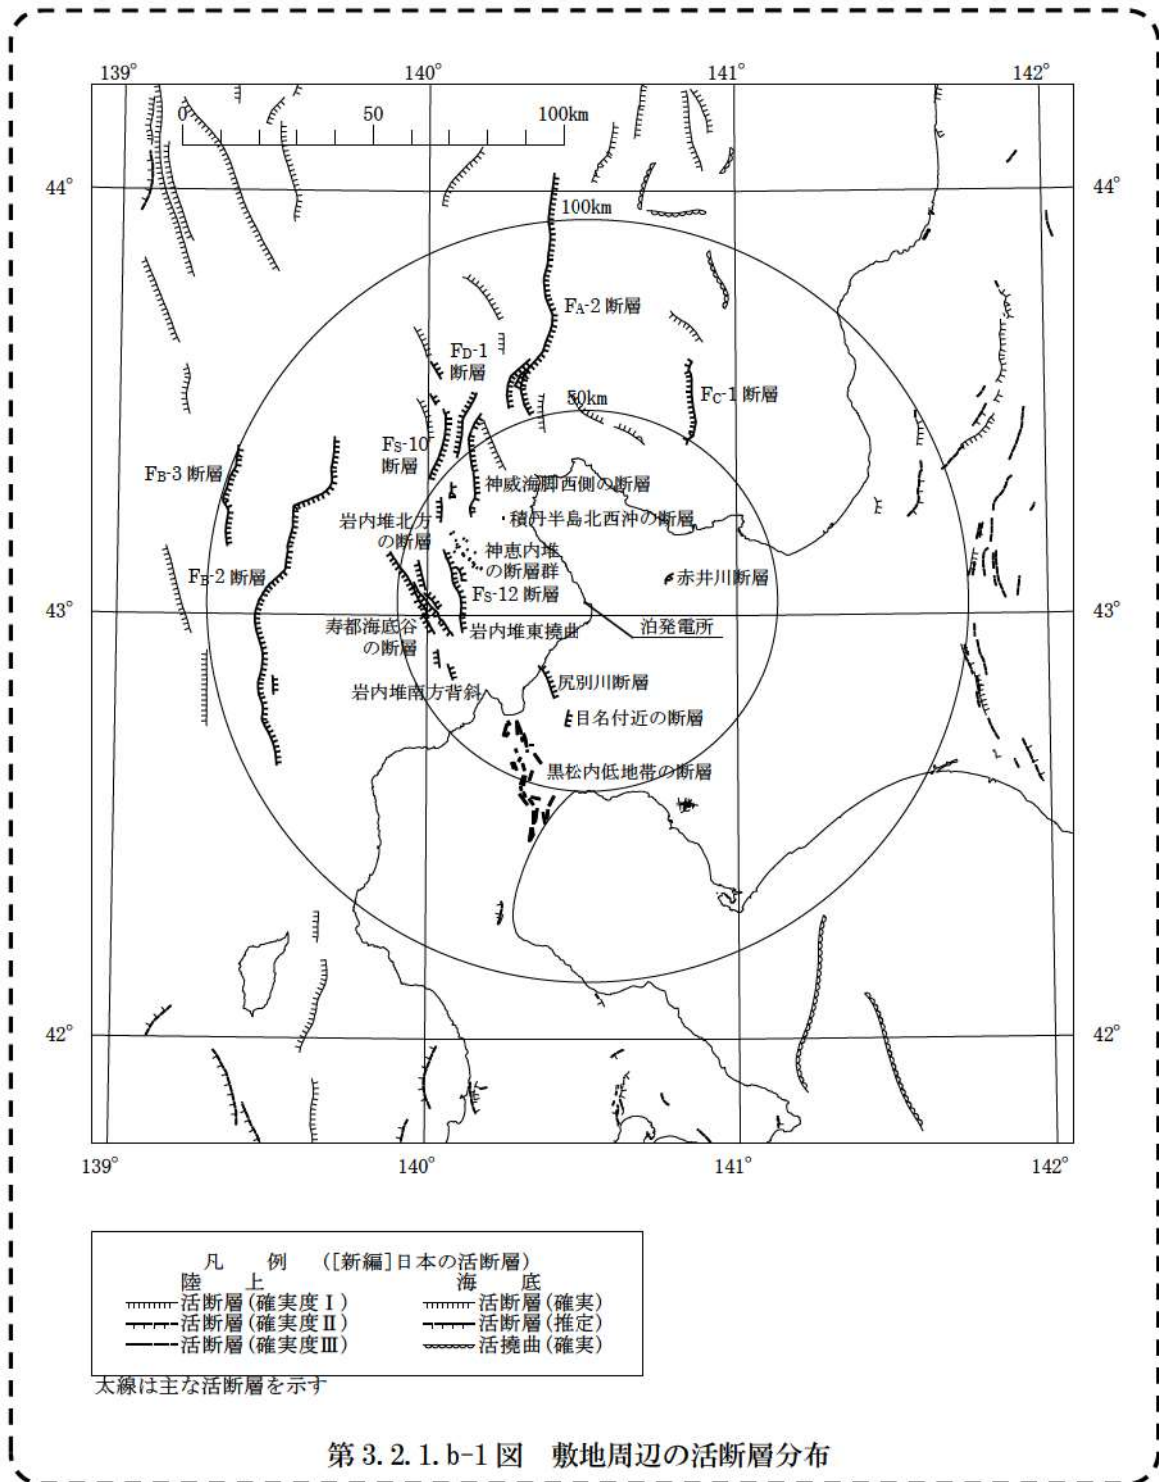 139°
140°
141°
142°
0
50
100km
44°
44°
100km
FA-2 断層
FD-1
断層
50km
FC-1 断層
FS-10
断層
FB-3 断層
神威海脚西側の断層
岩内堆北方
の断層
積丹半島北西沖の断層
神恵内堆
の断層群
FB-2 断層
赤井川断層
FS-12 断層
43°
43°
寿都海底谷
の断層
岩内堆東撓曲
泊発電所
岩内堆南方背斜
尻別川断層
目名付近の断層
黒松内低地帯の断層
42°
42°
139°
140°
141°
142°
凡 例 ([新編]日本の活断層)
陸 上
海 底
活断層(確実度Ⅰ)
活断層(確実)
活断層(確実度Ⅱ)
活断層(推定)
活断層(確実度Ⅲ)
活撓曲(確実)
太線は主な活断層を示す
第 3.2.1.b-1 図 敷地周辺の活断層分布